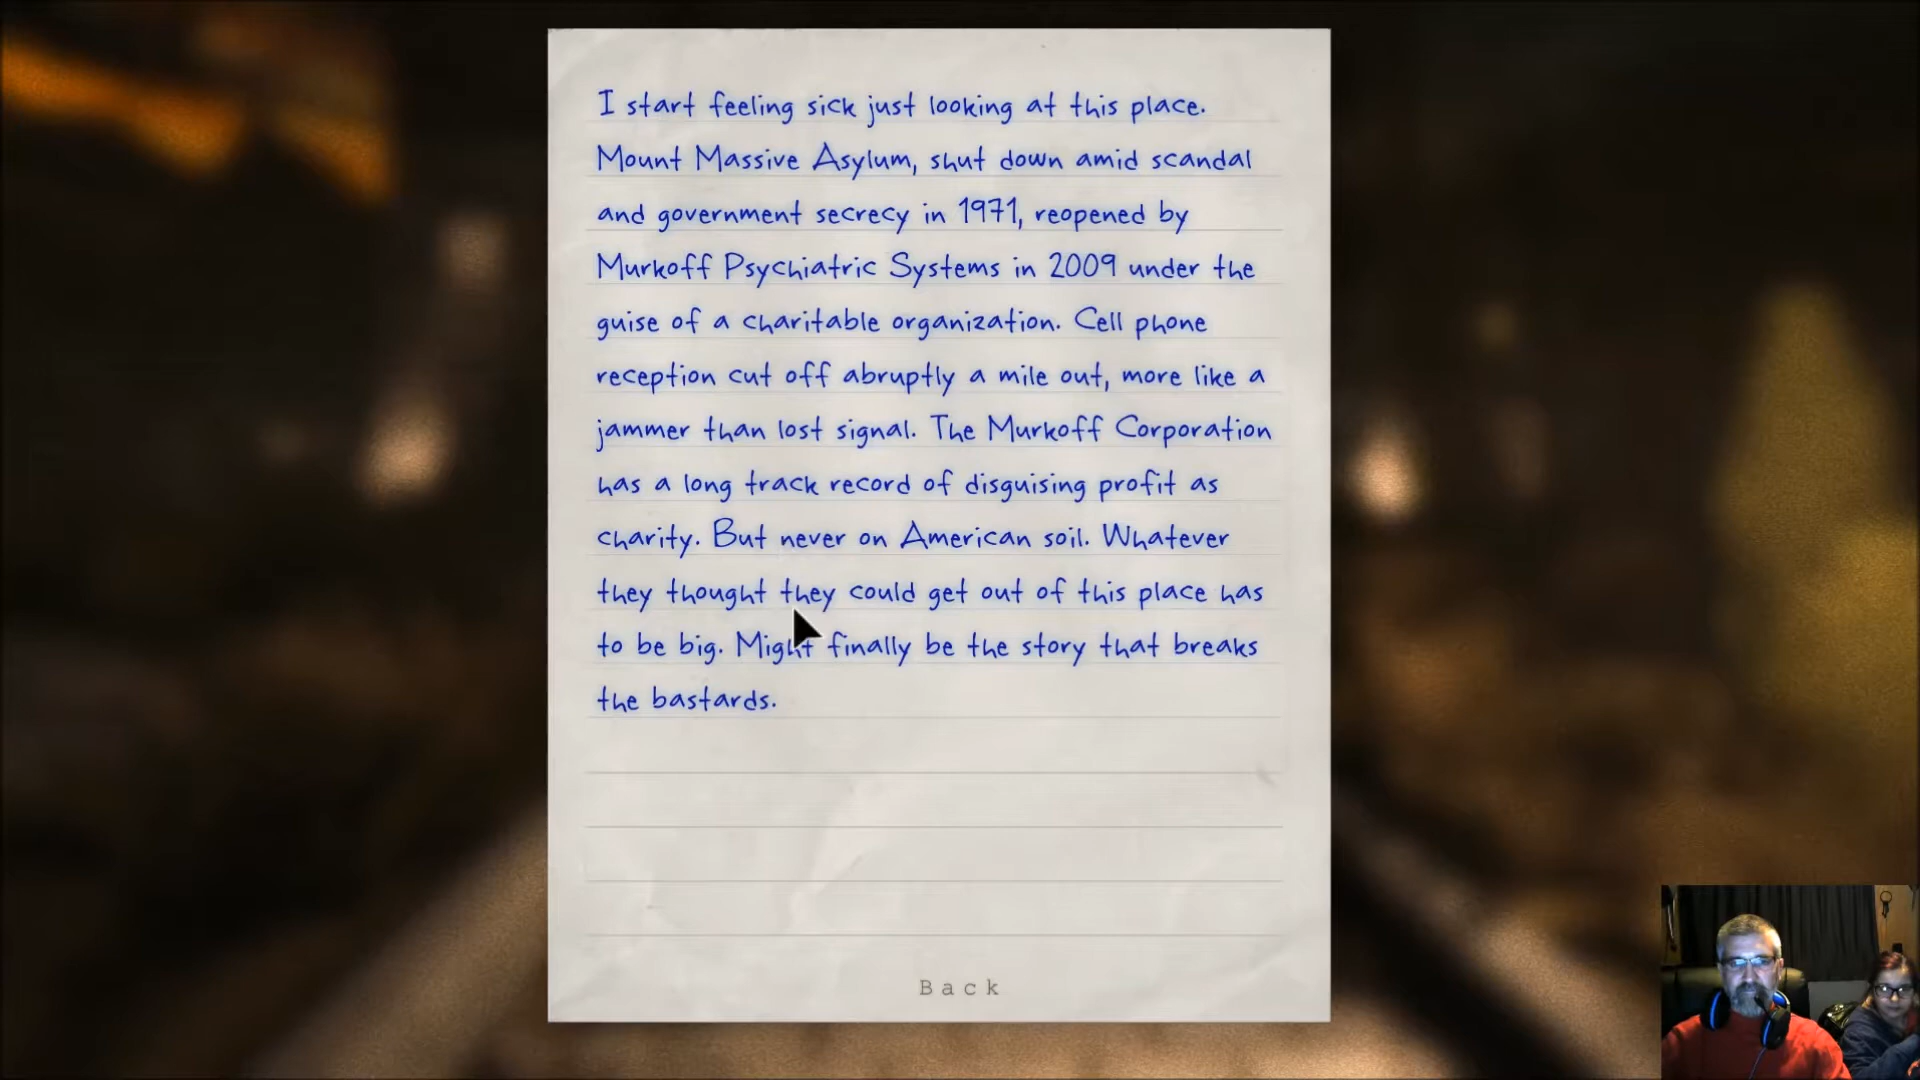 I start feeling sick just looking at this place.
Mount Massive Asylum, shut down amid scandal
and government secrecy in 1971, reopened by
Murkoff Psychiatric Systems in 2009 under the
guise of a charitable organization. Cell phone
reception cut off abruptly a mile out, more like a
jammer than lost signal. The Murkoff Corporation
has a long track record of disguising profit as
charity. But never on American soil. Whatever
they thought they could get out of this place has
to be big. Might finally be the story that breaks
the bastards.
Back